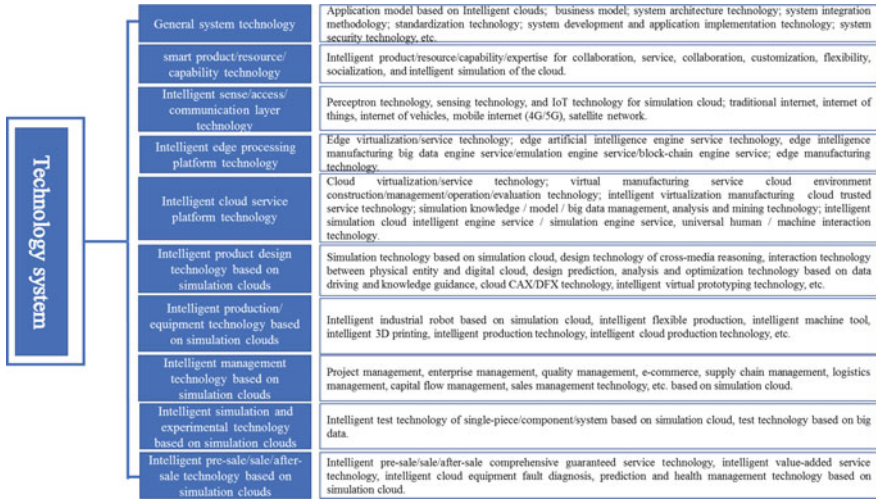 Technology system
General system technology
Application model based on Intelligent clouds; business model; system architecture technology; system integration
methodology; standardization technology; system development and application implementation technology; system
security technology, etc.
smart product/resource/
capability technology
Intelligent product/resource/capability/expertise for collaboration, service, collaboration, customization, flexibility,
socialization, and intelligent simulation of the cloud.
Intelligent sense/access/
communication layer
technology
Perceptron technology, sensing technology, and IoT technology for simulation cloud; traditional internet, internet of
things, internet of vehicles, mobile internet (4G/5G), satellite network.
Intelligent edge processing
platform technology
Edge virtualization/service technology; edge artificial intelligence engine service technology, edge intelligence
manufacturing big data engine service/emulation engine service/block-chain engine service; edge manufacturing
technology.
Intelligent cloud service
platform technology
Cloud virtualization/service technology; virtual manufacturing service cloud environment
construction/management/operation/evaluation technology; intelligent virtualization manufacturing cloud trusted
service technology; simulation knowledge / model / big data management, analysis and mining technology; intelligent
simulation cloud intelligent engine service / simulation engine service, universal human / machine interaction
technology.
Intelligent product design
technology based on
simulation clouds
Simulation technology based on simulation cloud, design technology of cross-media reasoning, interaction technology
between physical entity and digital cloud, design prediction, analysis and optimization technology based on data
driving and knowledge guidance, cloud CAX/DFX technology, intelligent virtual prototyping technology, etc.
Intelligent production/
equipment technology based
on simulation clouds
Intelligent industrial robot based on simulation cloud, intelligent flexible production, intelligent machine tool,
intelligent 3D printing, intelligent production technology, intelligent cloud production technology, etc.
Intelligent management
technology based on
simulation clouds
Project management, enterprise management, quality management, e-commerce, supply chain management, logistics
management, capital flow management, sales management technology, etc. based on simulation cloud.
Intelligent simulation and
experimental technology
based on simulation clouds
Intelligent test technology of single-piece/component/system based on simulation cloud, test technology based on big
data.
Intelligent pre-sale/sale/after-
sale technology based on
simulation clouds
Intelligent pre-sale/sale/after-sale comprehensive guaranteed service technology, intelligent value-added service
technology, intelligent cloud equipment fault diagnosis, prediction and health management technology based on
simulation cloud.